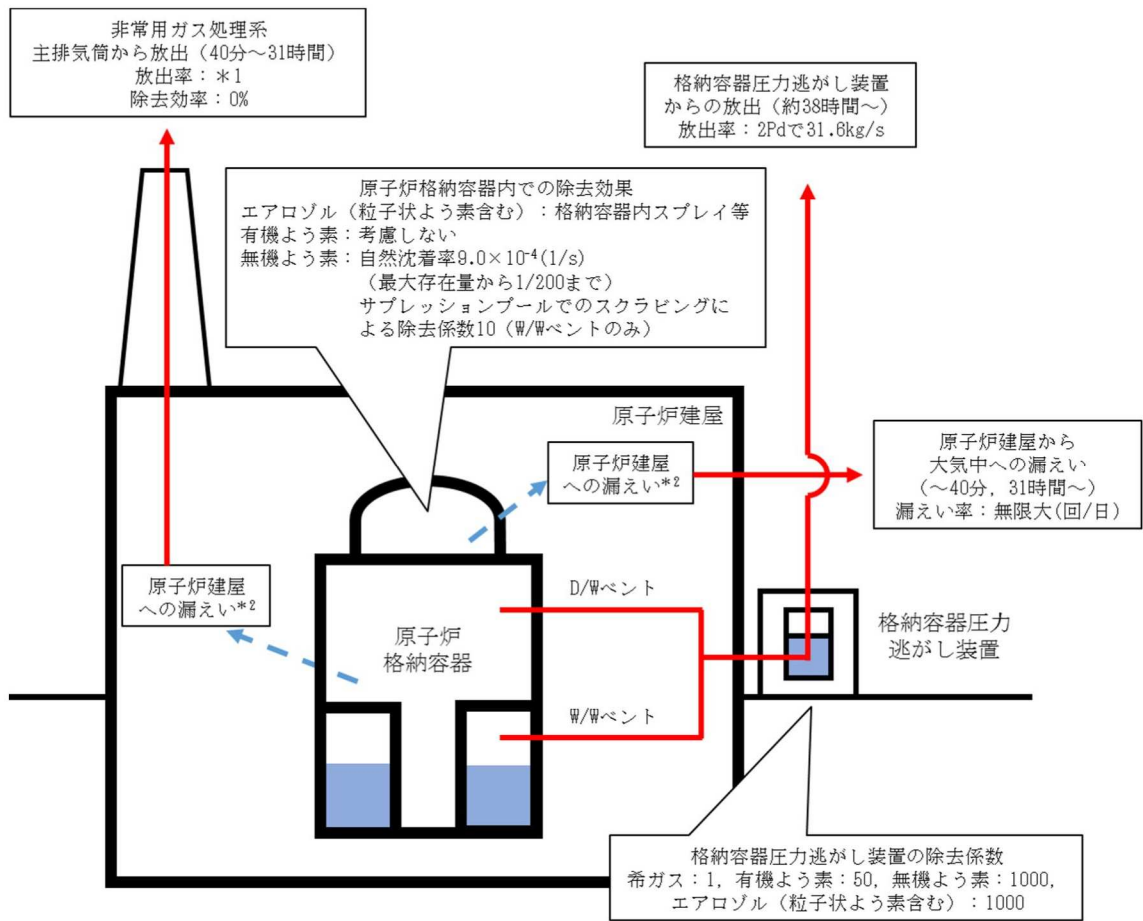 非常用ガス処理系
主排気筒から放出（40分～31時間）
放出率：＊1
除去効率：0%
格納容器圧力逃がし装置
からの放出（約38時間～）
放出率：2Pdで31.6kg/s
原子炉格納容器内での除去効果
エアロゾル（粒子状よう素含む）：格納容器内スプレイ等
有機よう素：考慮しない
無機よう素：自然沈着率9.0×10⁻⁴(1/s)
（最大存在量から1/200まで）
サプレッションプールでのスクラビングに
よる除去係数10（W/Wベントのみ）
原子炉建屋
原子炉建屋
への漏えい*²
原子炉建屋から
大気中への漏えい
（～40分，31時間～）
漏えい率：無限大(回/日)
原子炉建屋
への漏えい*²
原子炉
格納容器
D/Wベント
W/Wベント
格納容器圧力
逃がし装置
格納容器圧力逃がし装置の除去係数
希ガス：1，有機よう素：50，無機よう素：1000，
エアロゾル（粒子状よう素含む）：1000